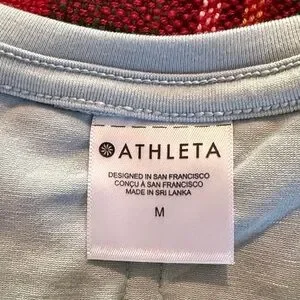 ATHLETA
DESIGNED IN SAN FRANCISCO
CONÇU À SAN FRANCISCO
MADE IN SRI LANKA
M